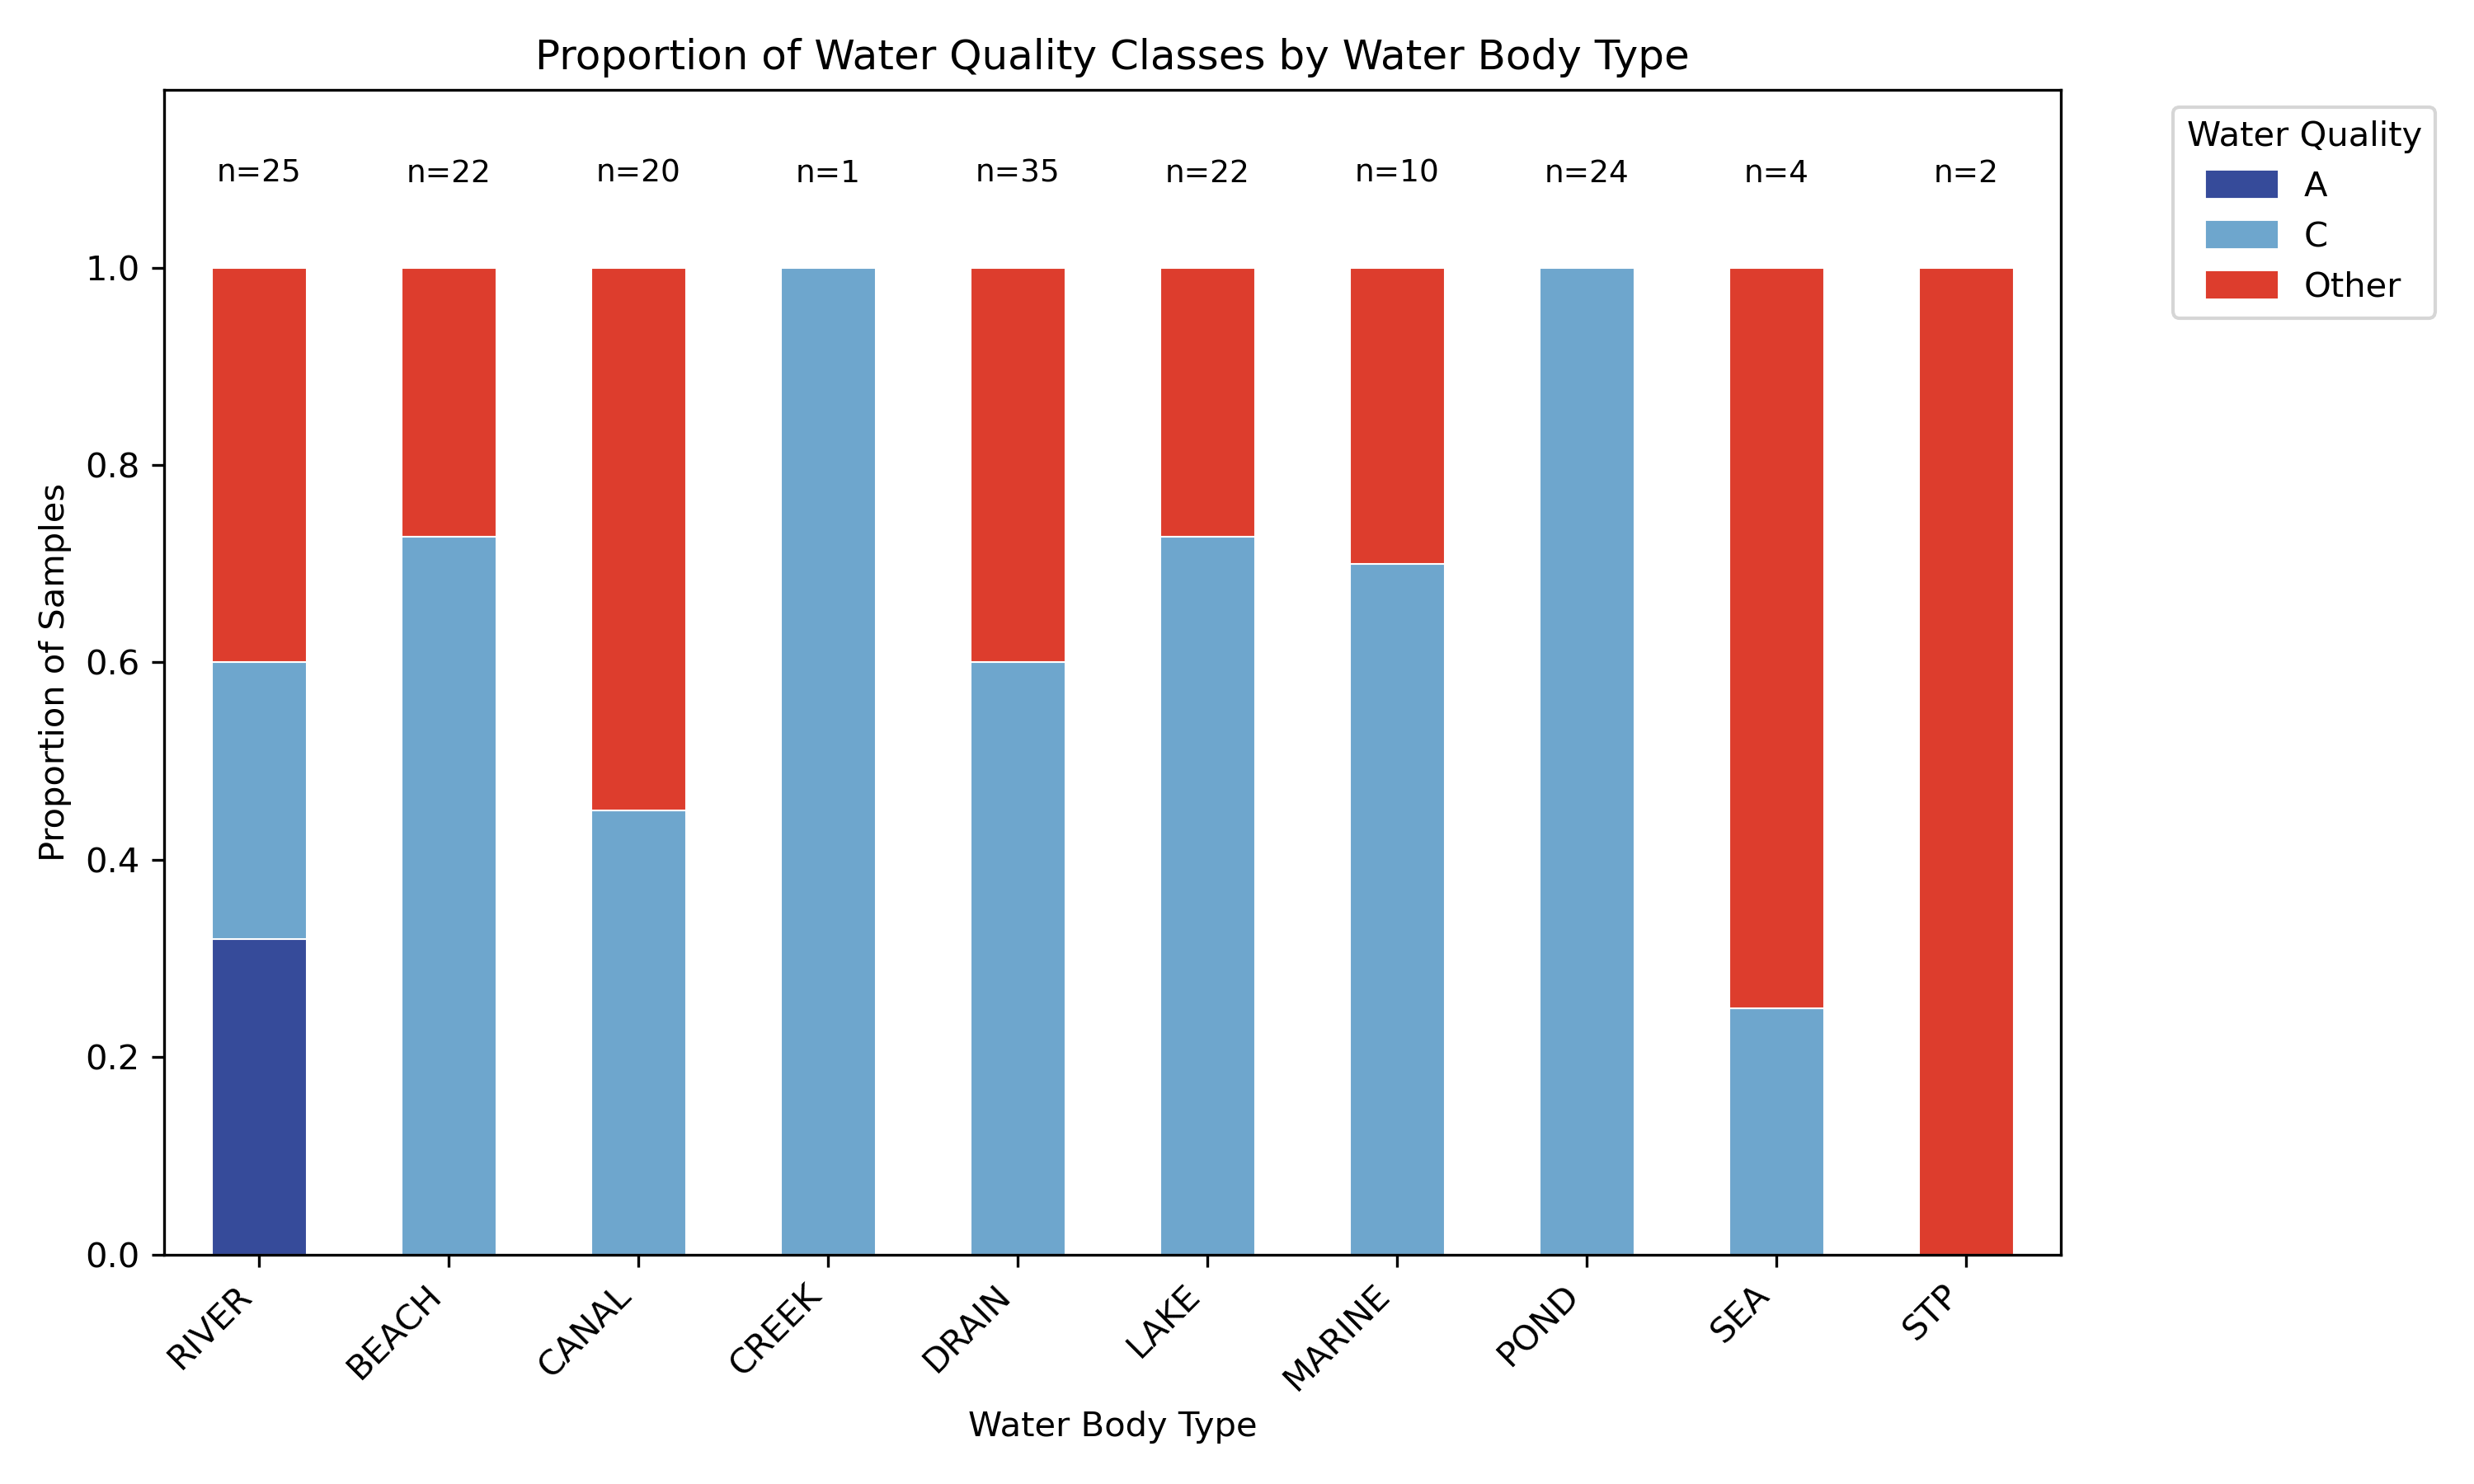 Proportion of Water Quality Classes by Water Body Type
n=25 n=22 n=20 n=1 n=35 n=22 n=10 n=24 n=4 n=2
Water Quality
A
C
Other
1.0
0.8
0.6
0.4
0.2
0.0
Proportion of Samples
RIVER BEACH CANAL CREEK DRAIN LAKE MARINE POND SEA STP
Water Body Type